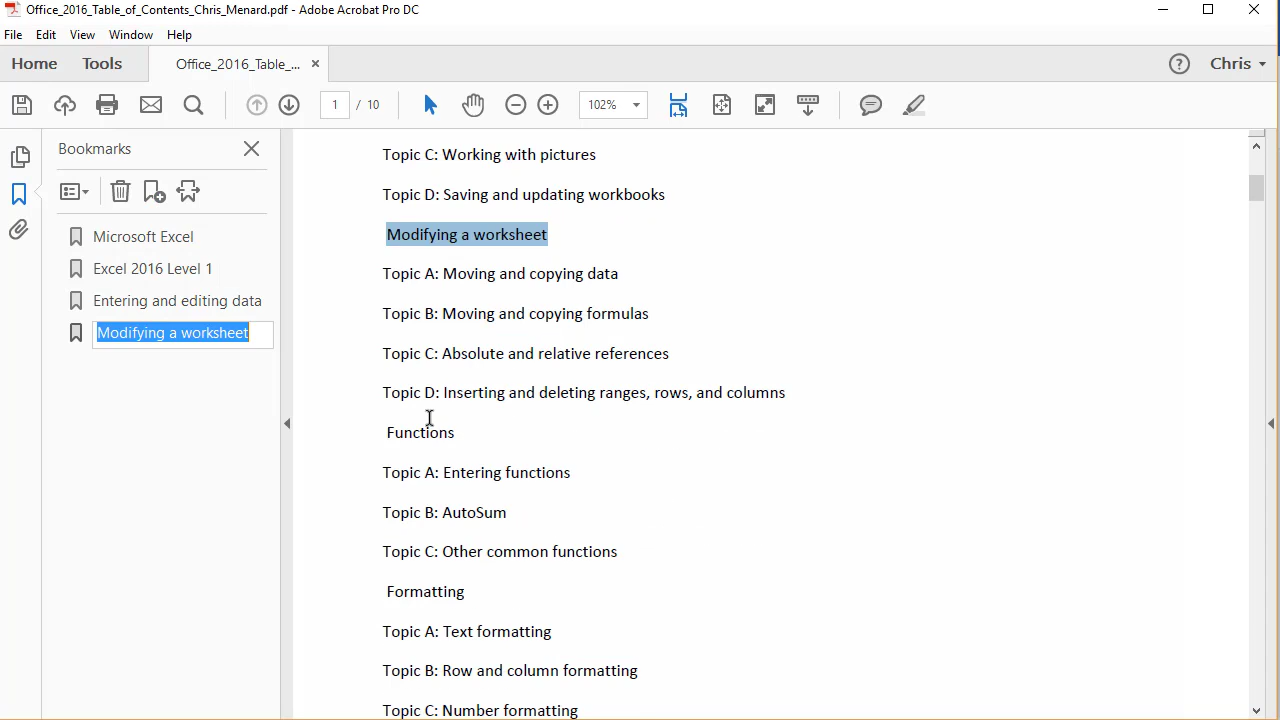 Office_2016_Table_of_Contents_Chris_Menard.pdf - Adobe Acrobat Pro DC
File Edit View Window Help
Home Tools Office_2016_Table_... × ? Chris
1 / 10 102%
Bookmarks
Microsoft Excel
Excel 2016 Level 1
Entering and editing data
Modifying a worksheet
Topic C: Working with pictures
Topic D: Saving and updating workbooks
Modifying a worksheet
Topic A: Moving and copying data
Topic B: Moving and copying formulas
Topic C: Absolute and relative references
Topic D: Inserting and deleting ranges, rows, and columns
Functions
Topic A: Entering functions
Topic B: AutoSum
Topic C: Other common functions
Formatting
Topic A: Text formatting
Topic B: Row and column formatting
Topic C: Number formatting